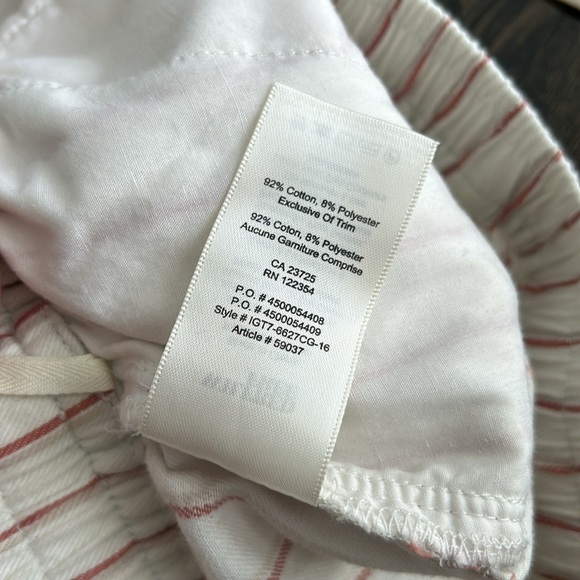 92% Cotton, 8% Polyester
Exclusive Of Trim
92% Coton, 8% Polyester
Aucune Garniture Comprise
CA 23725
RN 122354
P.O. # 4500054408
P.O. # 4500054409
Style # IGT7-6627CG-16
Article # 59037